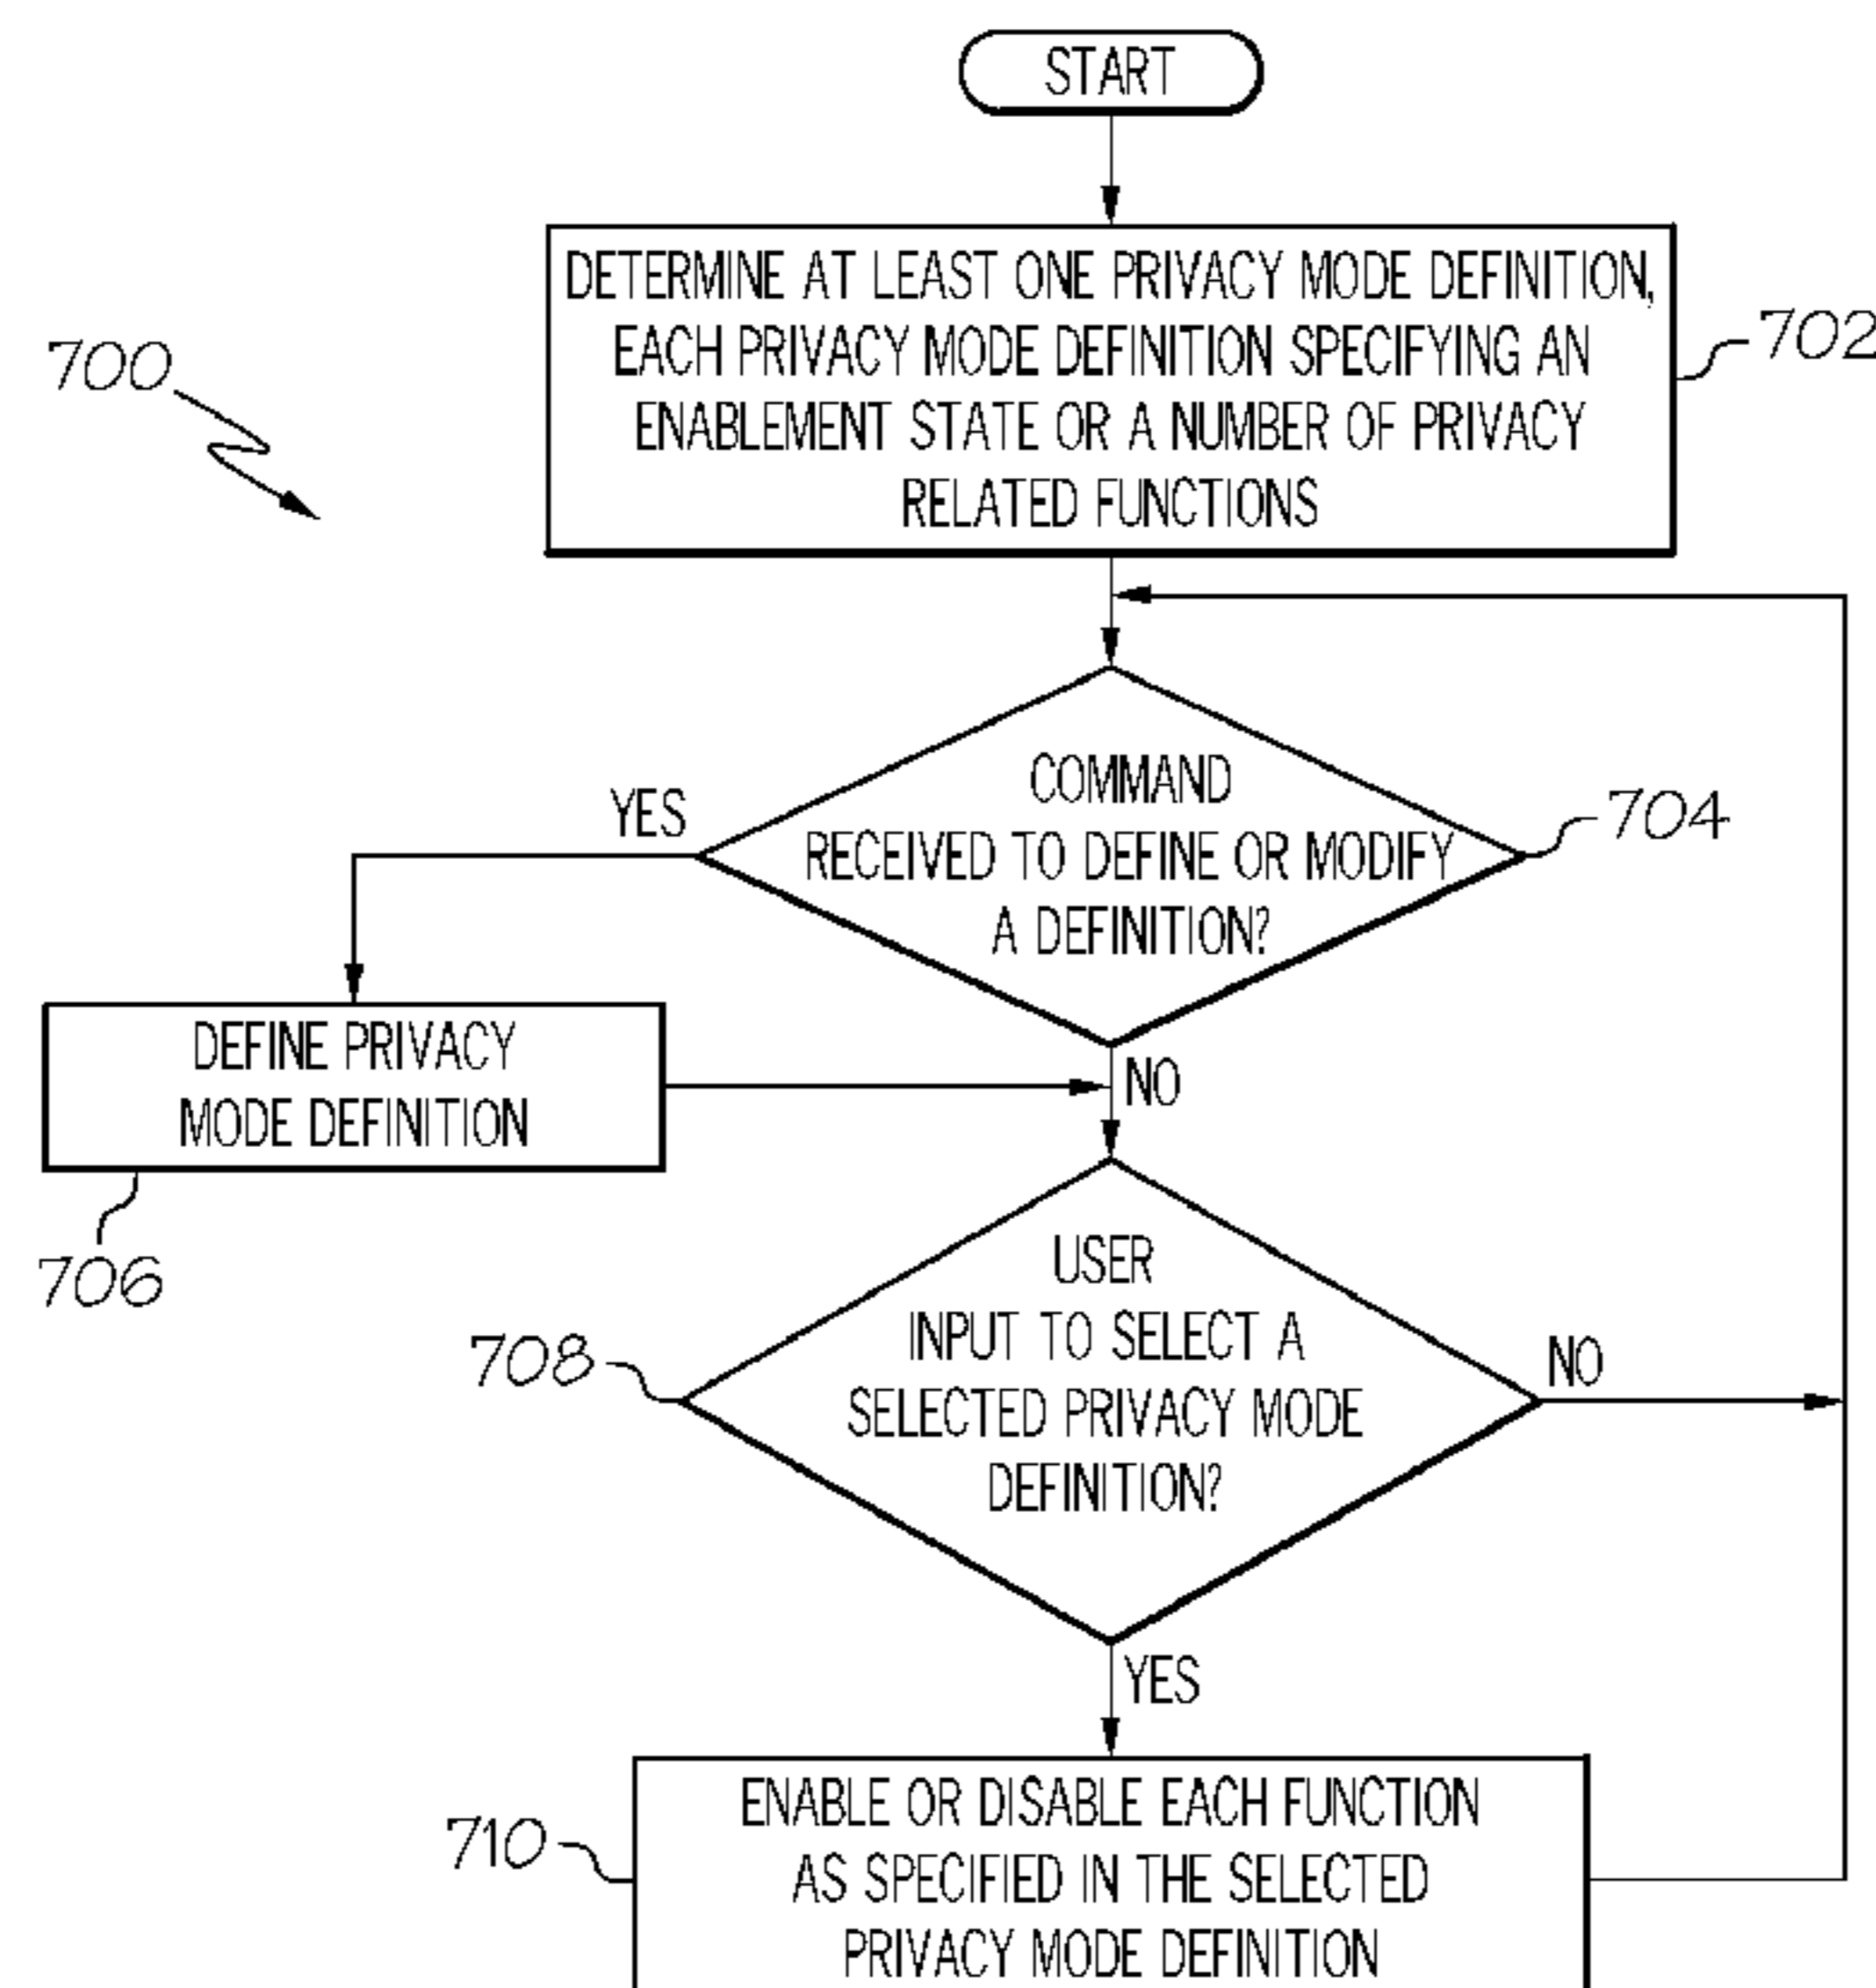 START
DETERMINE AT LEAST ONE PRIVACY MODE DEFINITION,
EACH PRIVACY MODE DEFINITION SPECIFYING AN
ENABLEMENT STATE OR A NUMBER OF PRIVACY
RELATED FUNCTIONS
702
700
COMMAND
RECEIVED TO DEFINE OR MODIFY
A DEFINITION?
704
YES
NO
DEFINE PRIVACY
MODE DEFINITION
706
USER
INPUT TO SELECT A
SELECTED PRIVACY MODE
DEFINITION?
708
NO
YES
ENABLE OR DISABLE EACH FUNCTION
AS SPECIFIED IN THE SELECTED
PRIVACY MODE DEFINITION
710